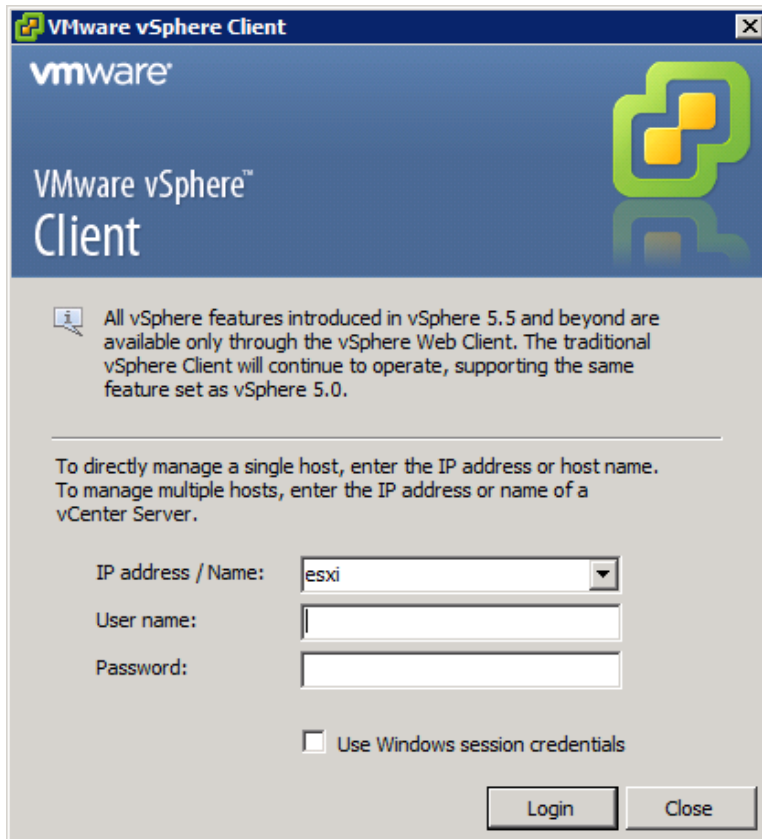 VMware vSphere Client
vmware
VMware vSphere™
Client
All vSphere features introduced in vSphere 5.5 and beyond are
available only through the vSphere Web Client. The traditional
vSphere Client will continue to operate, supporting the same
feature set as vSphere 5.0.
To directly manage a single host, enter the IP address or host name.
To manage multiple hosts, enter the IP address or name of a
vCenter Server.
IP address / Name: esxi
User name:
Password:
Use Windows session credentials
Login Close